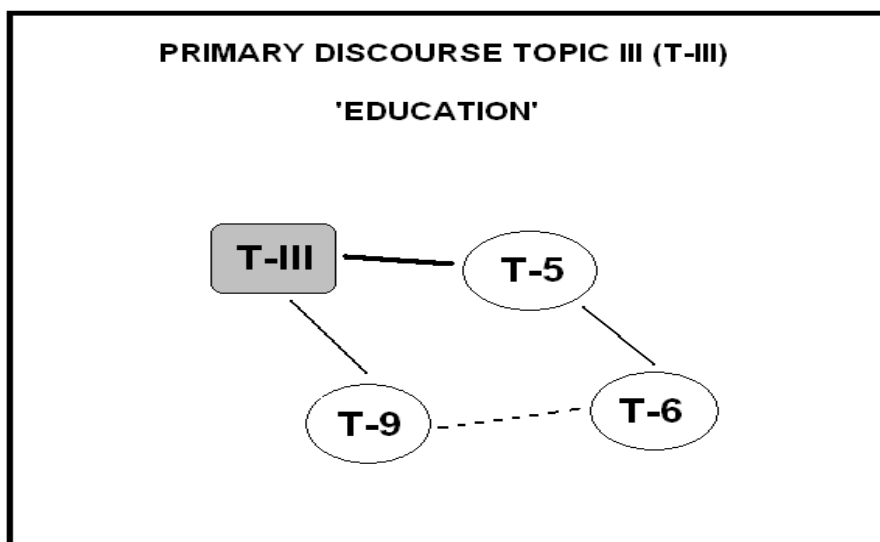 PRIMARY DISCOURSE TOPIC III (T-III)
'EDUCATION'
T-III
T-5
T-9
T-6